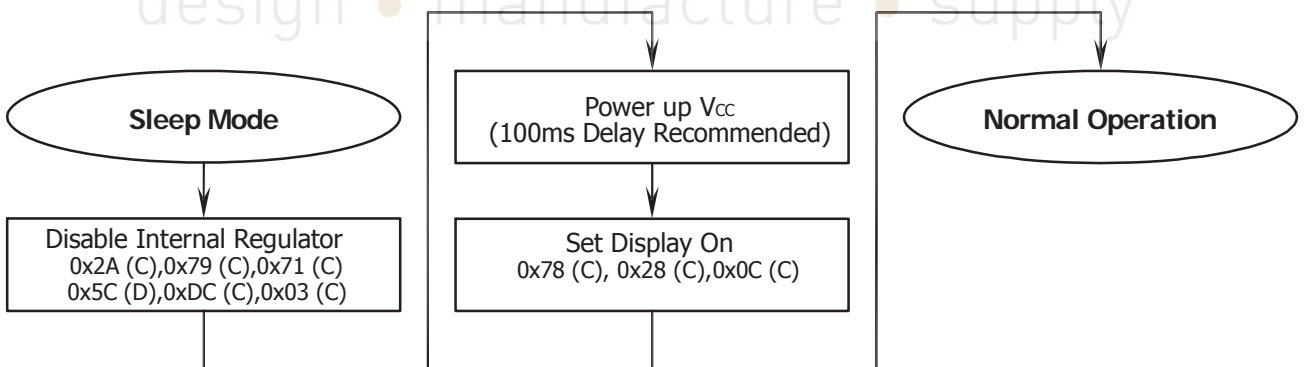 design • manufacture • supply
Sleep Mode
Disable Internal Regulator
0x2A (C),0x79 (C),0x71 (C)
0x5C (D),0xDC (C),0x03 (C)
Power up Vcc
(100ms Delay Recommended)
Set Display On
0x78 (C), 0x28 (C),0x0C (C)
Normal Operation